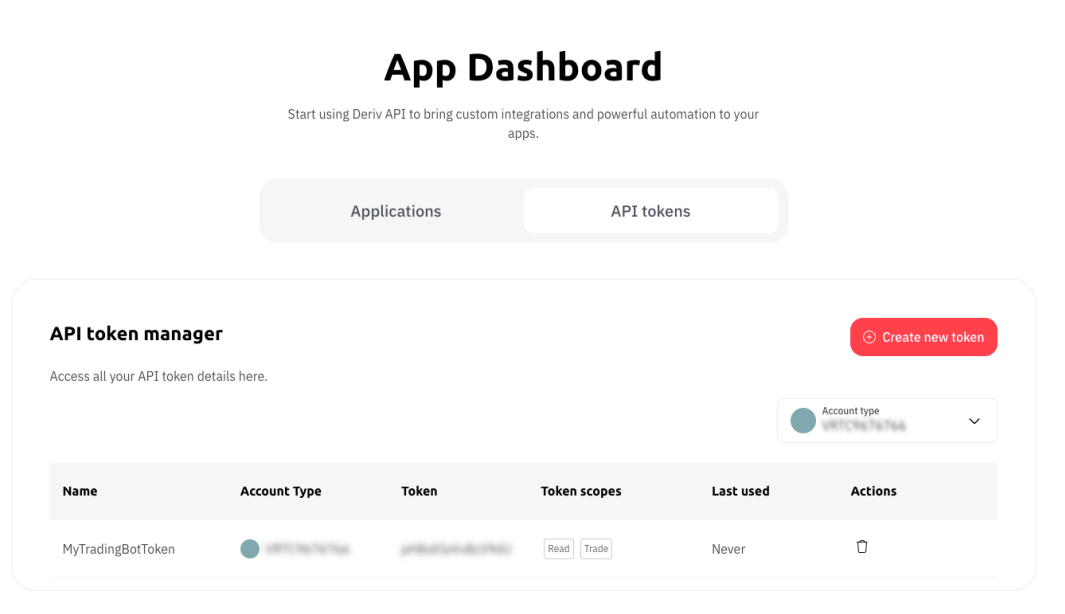 App Dashboard
Start using Deriv API to bring custom integrations and powerful automation to your
apps.
Applications
API tokens
API token manager
Create new token
Access all your API token details here.
Account type
Name Account Type Token Token scopes Last used Actions
MyTradingBotToken Read Trade Never